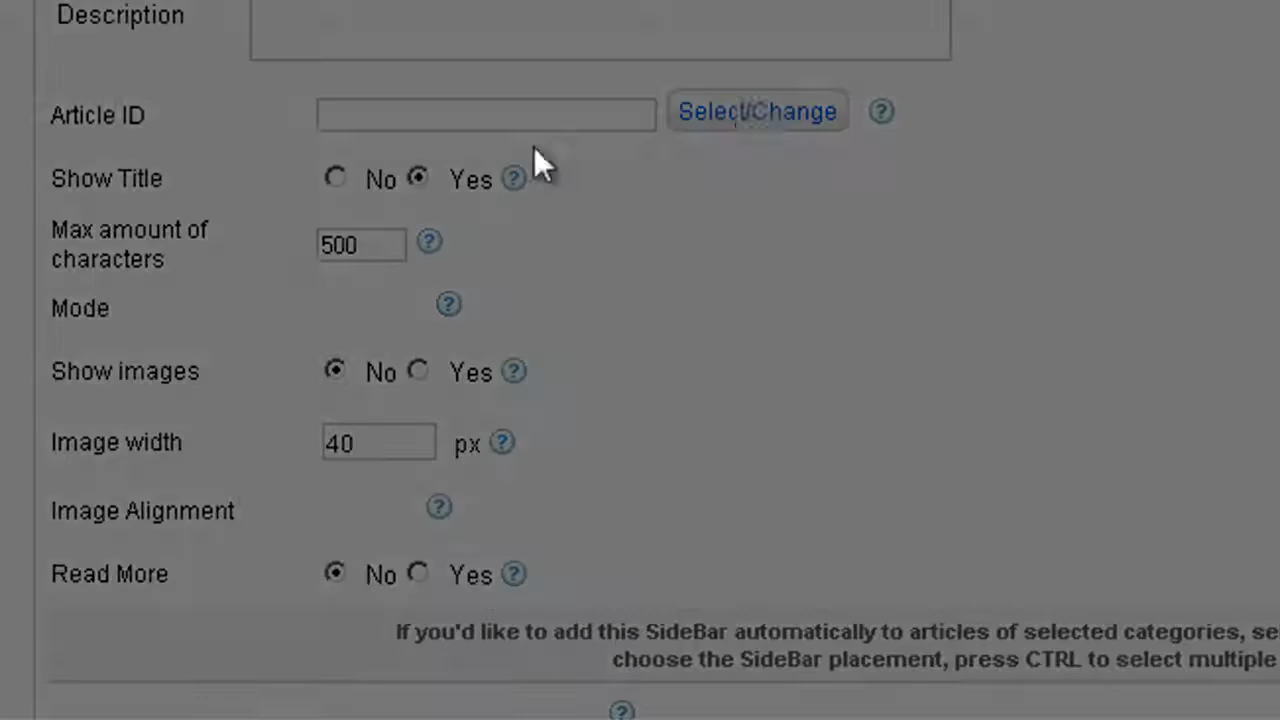 Description
Article ID Select/Change ?
Show Title No Yes ?
Max amount of
characters 500 ?
Mode ?
Show images No Yes ?
Image width 40 px ?
Image Alignment ?
Read More No Yes ?
If you'd like to add this SideBar automatically to articles of selected categories, se
choose the SideBar placement, press CTRL to select multiple
?